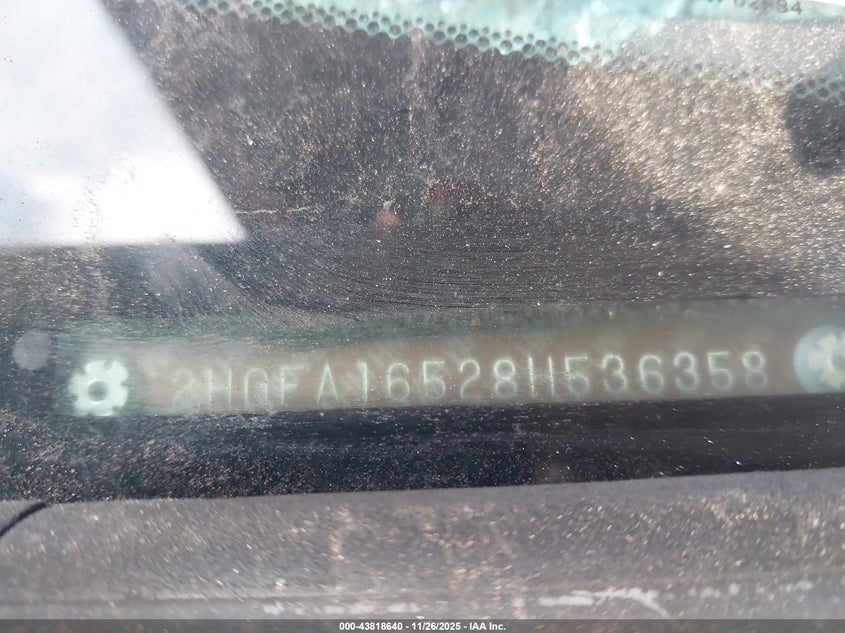 2HGFA16528H536358
000-43818640 - 11/26/2025 - IAA Inc.